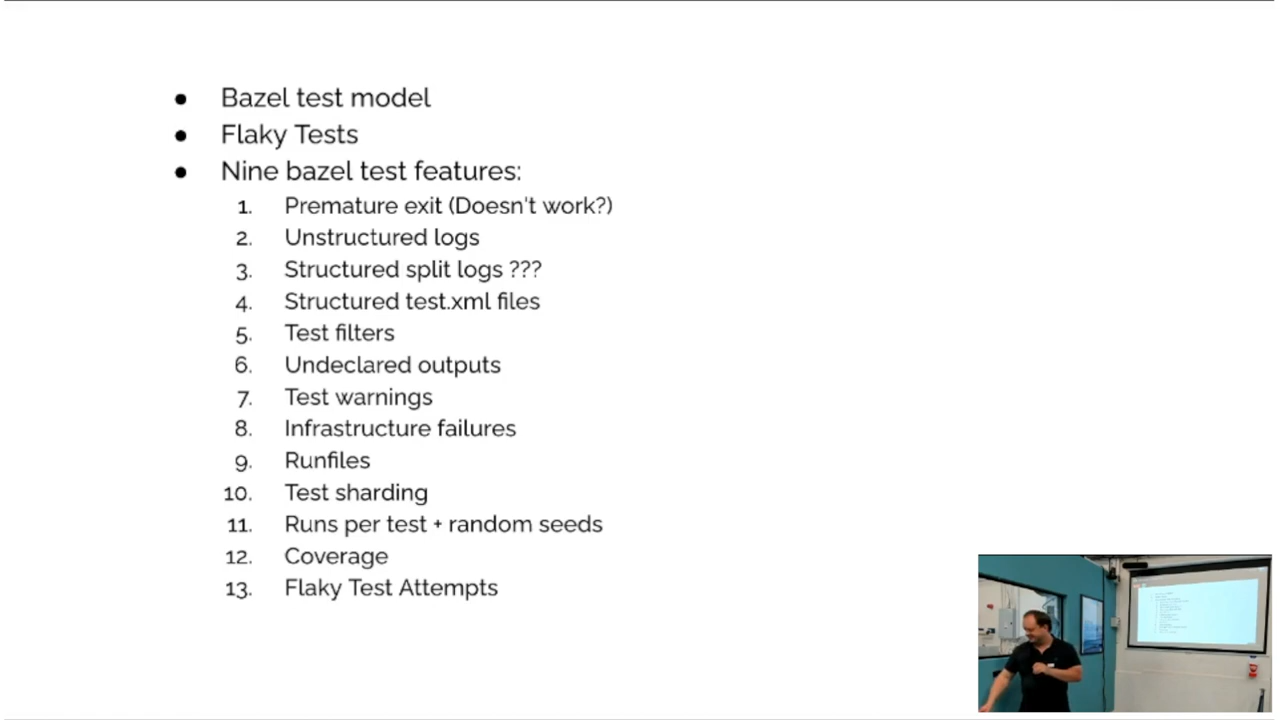 ● Bazel test model
● Flaky Tests
● Nine bazel test features:
1. Premature exit (Doesn't work?)
2. Unstructured logs
3. Structured split logs ???
4. Structured test.xml files
5. Test filters
6. Undeclared outputs
7. Test warnings
8. Infrastructure failures
9. Runfiles
10. Test sharding
11. Runs per test + random seeds
12. Coverage
13. Flaky Test Attempts